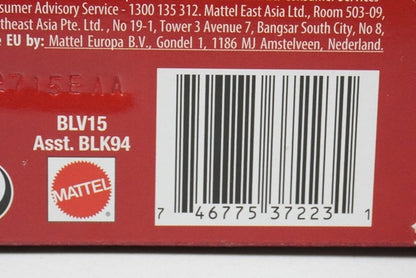 sumer Advisory Service - 1300 135 312. Mattel East Asia Ltd., Room 503-09,
theast Asia Pte. Ltd., No 19-1, Tower 3 Avenue 7, Bangsar South City, No 8,
EU by: Mattel Europa B.V., Gondel 1, 1186 MJ Amstelveen, Nederland.
2715EAA
BLV15
Asst. BLK94
MATTEL
7 46775 37223 1